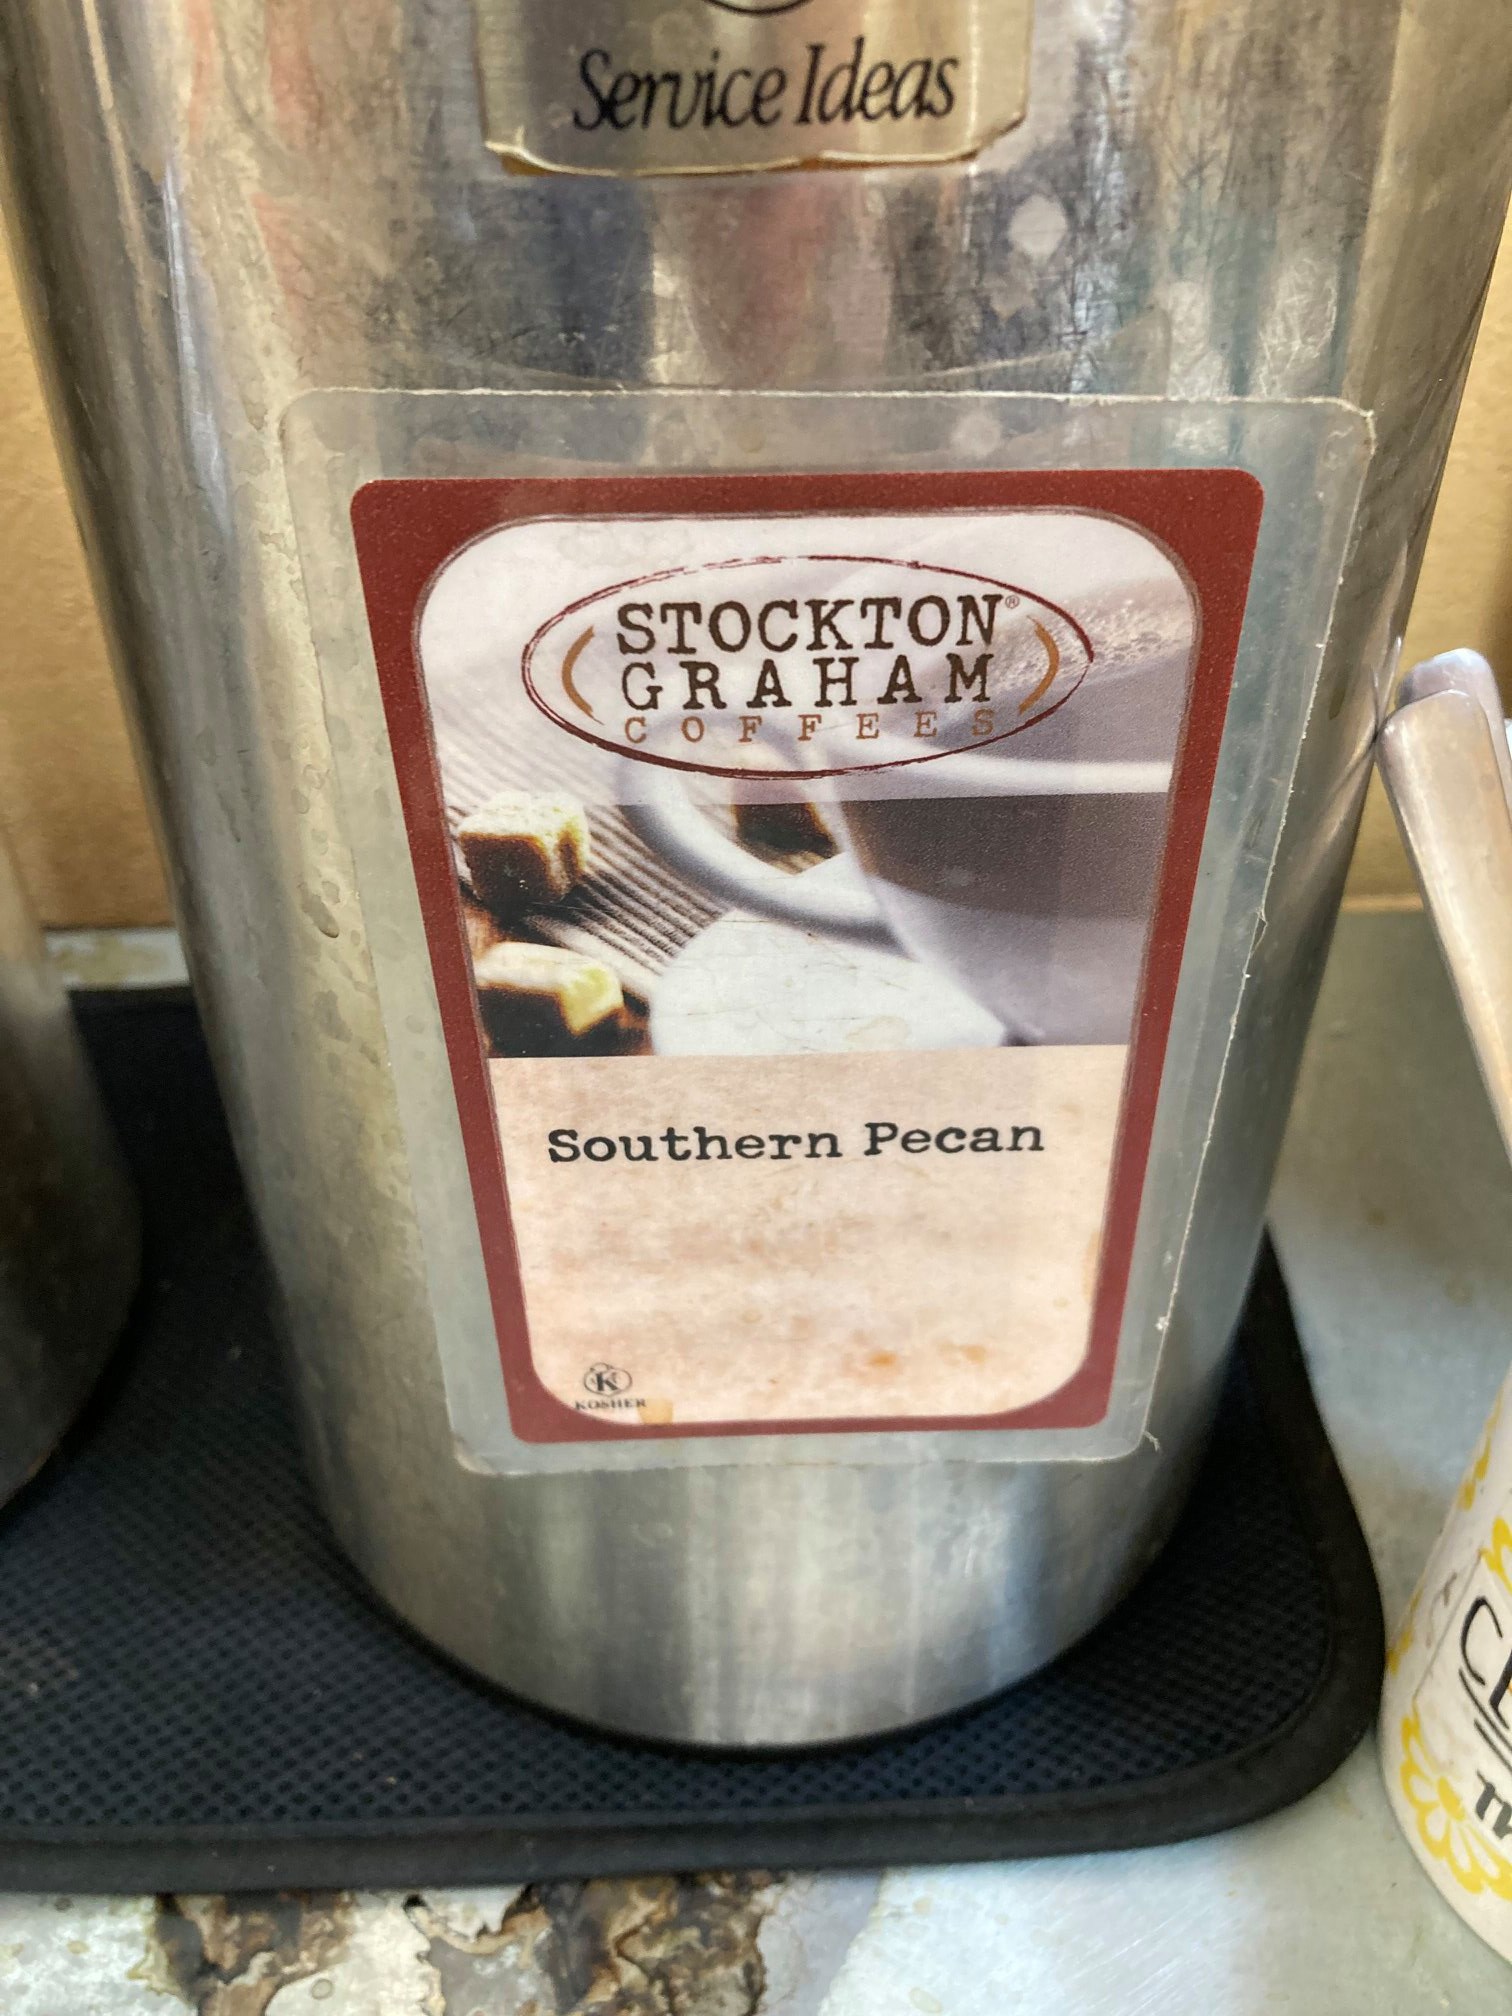 Service Ideas
STOCKTON®
GRAHAM
COFFEES
Southern Pecan
K
KOSHER